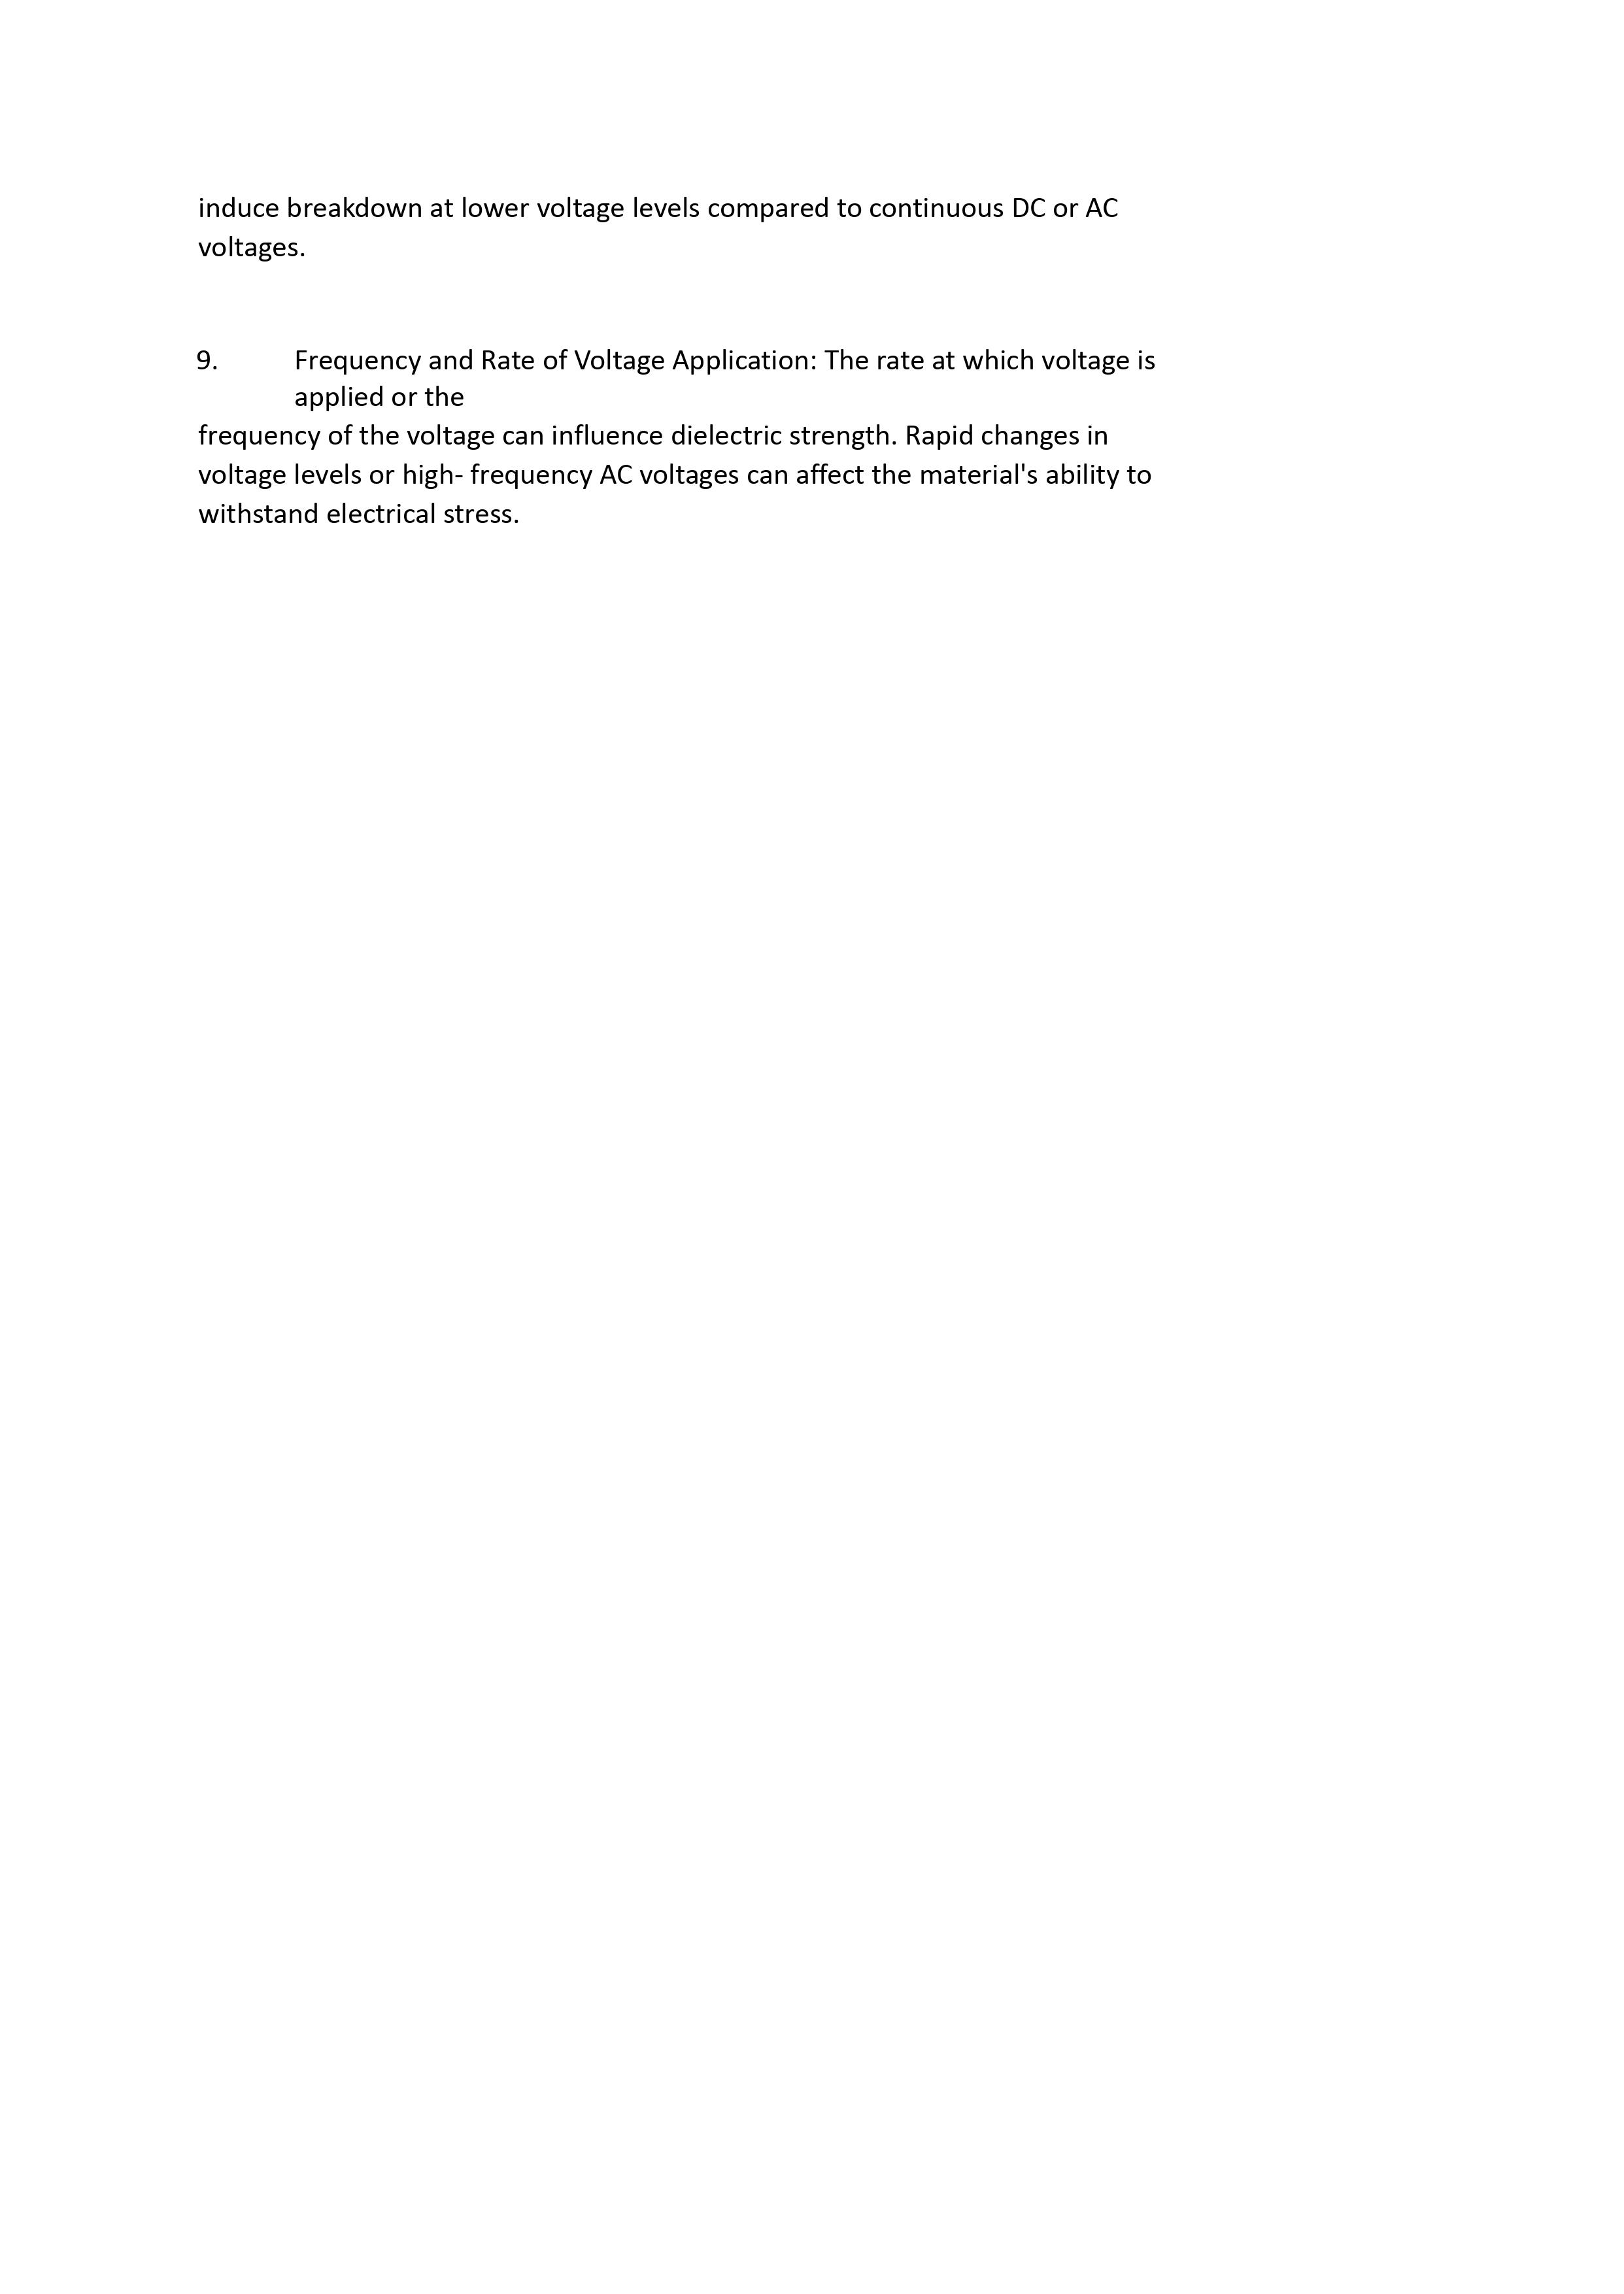 induce breakdown at lower voltage levels compared to continuous DC or AC
voltages.
9. Frequency and Rate of Voltage Application: The rate at which voltage is
applied or the
frequency of the voltage can influence dielectric strength. Rapid changes in
voltage levels or high- frequency AC voltages can affect the material's ability to
withstand electrical stress.